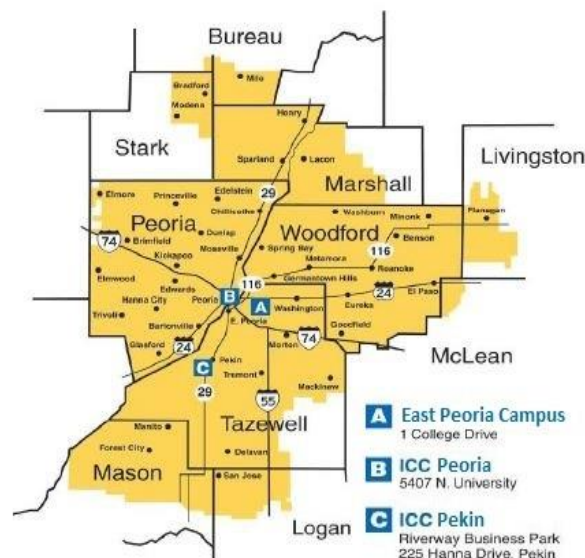 Bureau
Milo
Bradford
Modena
Henry
Stark
Sparland
Lacon
Livingston
Marshall
Elmore
Princeville
Edelstein
29
Chillicothe
Peoria
Washburn
Minonk
Flanagan
Woodford
74
Brimfield
Dunlap
Benson
Mossville
Spring Bay
116
Kickapoo
Metamora
Roanoke
Elmwood
Edwards
116
Germantown Hills
24
El Paso
Hanna City
Peoria
B
A
Washington
Eureka
Trivoli
E. Peoria
Bartonville
Goodfield
Glasford
24
Morton
74
McLean
C
Pekin
Tremont
Mackinaw
29
55
A East Peoria Campus
1 College Drive
Tazewell
Manito
Forest City
Delavan
B ICC Peoria
5407 N. University
Mason
San Jose
C ICC Pekin
Logan
Riverway Business Park
225 Hanna Drive, Pekin